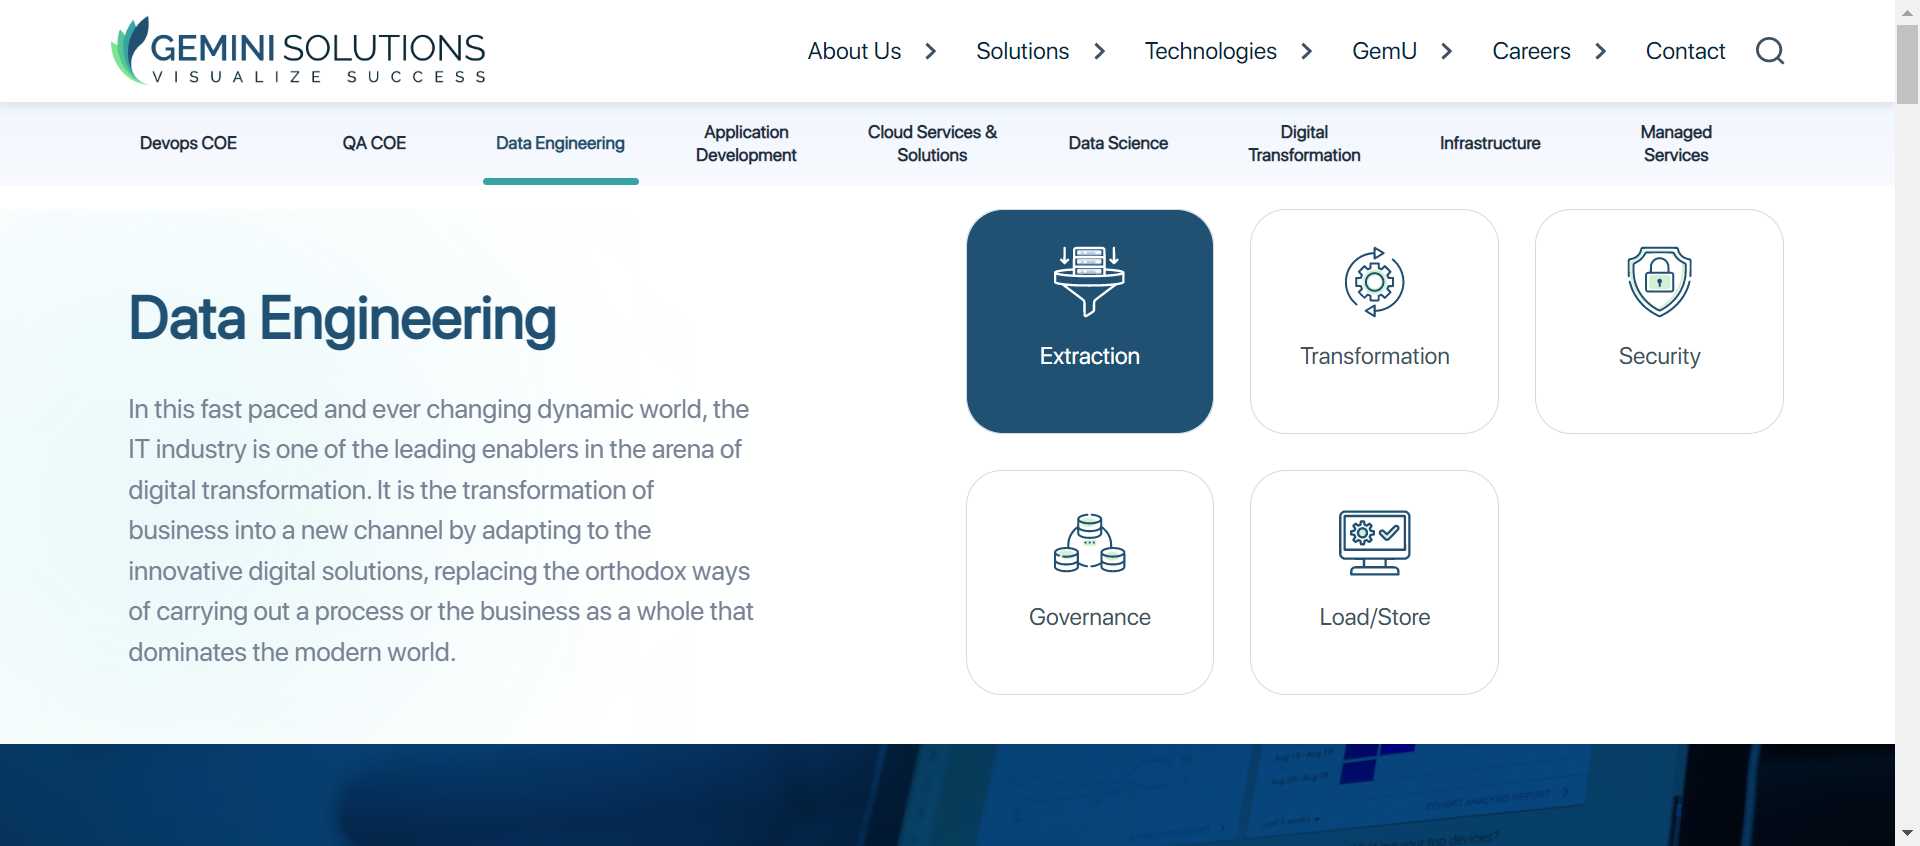 GEMINI SOLUTIONS
VISUALIZE SUCCESS
About Us
Solutions
Technologies
GemU
Careers
Contact
Devops COE
QA COE
Data Engineering
Application
Development
Cloud Services &
Solutions
Data Science
Digital
Transformation
Infrastructure
Managed
Services
Data Engineering
In this fast paced and ever changing dynamic world, the
IT industry is one of the leading enablers in the arena of
digital transformation. It is the transformation of
business into a new channel by adapting to the
innovative digital solutions, replacing the orthodox ways
of carrying out a process or the business as a whole that
dominates the modern world.
Extraction
Transformation
Security
Governance
Load/Store